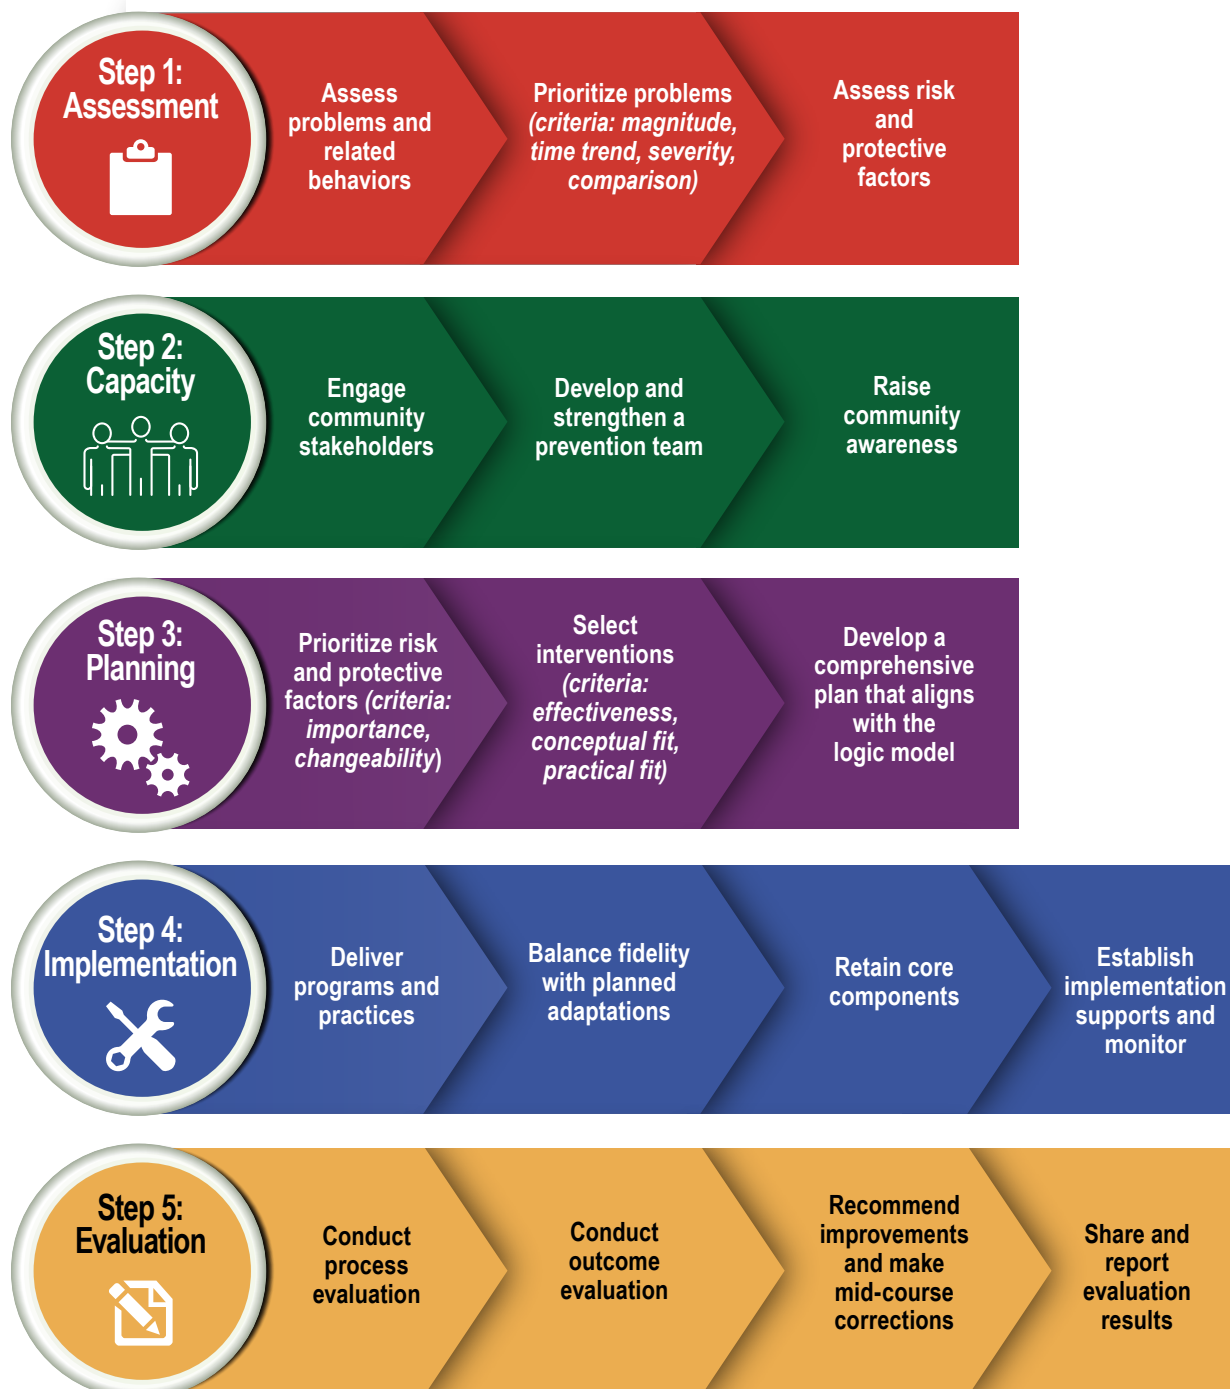 Step 1:
Assessment
Assess
problems and
related
behaviors
Prioritize problems
(criteria: magnitude,
time trend, severity,
comparison)
Assess risk
and
protective
factors
Step 2:
Capacity
Engage
community
stakeholders
Develop and
strengthen a
prevention team
Raise
community
awareness
Step 3:
Planning
Prioritize risk
and protective
factors (criteria:
importance,
changeability)
Select
interventions
(criteria:
effectiveness,
conceptual fit,
practical fit)
Develop a
comprehensive
plan that aligns
with the
logic model
Step 4:
Implementation
Deliver
programs and
practices
Balance fidelity
with planned
adaptations
Retain core
components
Establish
implementation
supports and
monitor
Step 5:
Evaluation
Conduct
process
evaluation
Conduct
outcome
evaluation
Recommend
improvements
and make
mid-course
corrections
Share and
report
evaluation
results